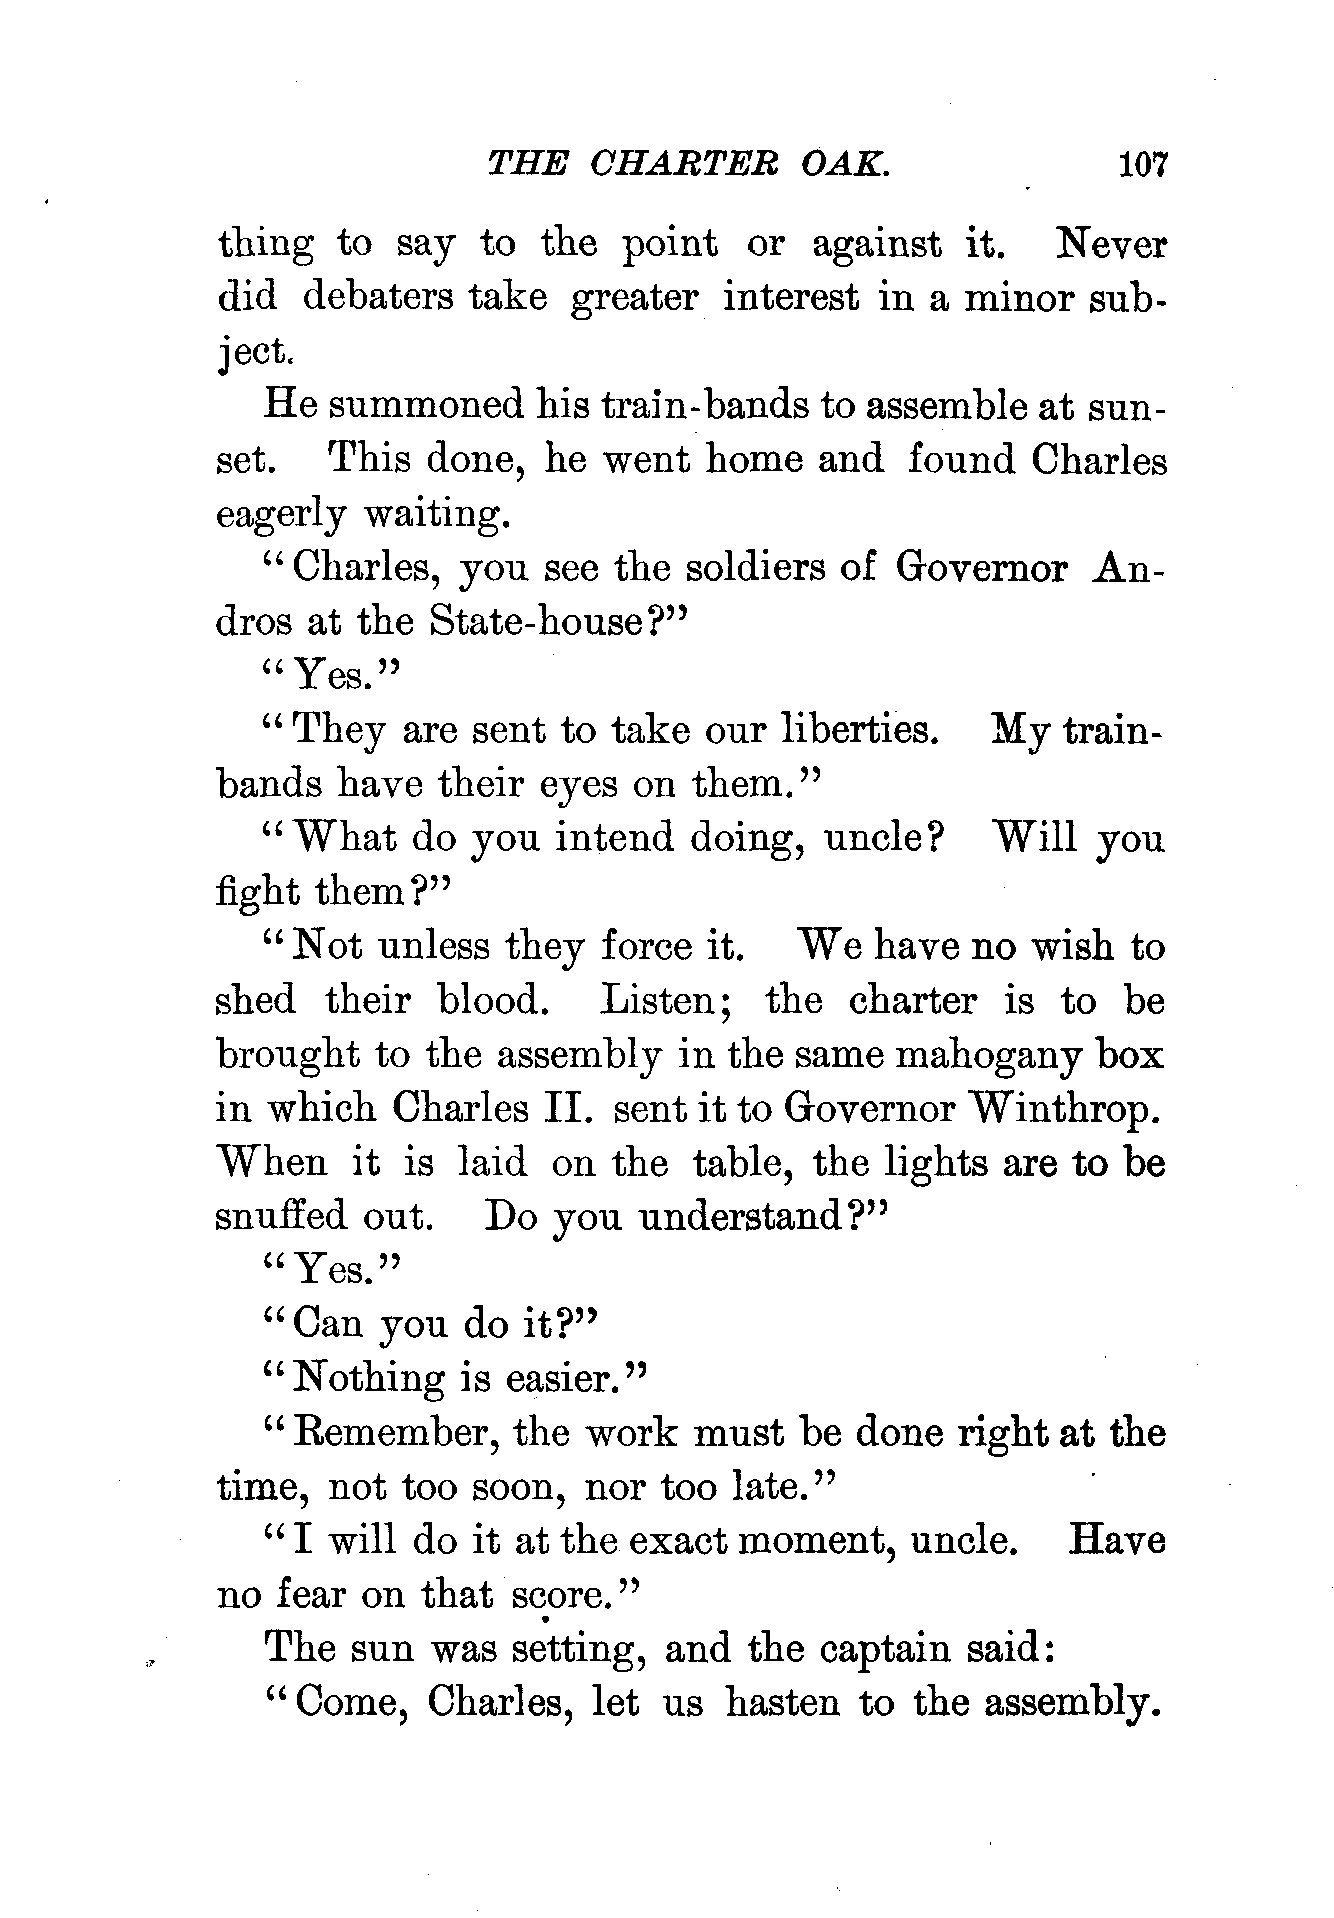 THE CHARTER OAK. 107
thing to say to the point or against it. Never
did debaters take greater interest in a minor sub-
ject.
He summoned his train-bands to assemble at sun-
set. This done, he went home and found Charles
eagerly waiting.
"Charles, you see the soldiers of Governor An-
dros at the State-house?"
"Yes."
"They are sent to take our liberties. My train-
bands have their eyes on them."
"What do you intend doing, uncle? Will you
fight them?"
"Not unless they force it. We have no wish to
shed their blood. Listen; the charter is to be
brought to the assembly in the same mahogany box
in which Charles II. sent it to Governor Winthrop.
When it is laid on the table, the lights are to be
snuffed out. Do you understand?"
"Yes."
"Can you do it?"
"Nothing is easier."
"Remember, the work must be done right at the
time, not too soon, nor too late."
"I will do it at the exact moment, uncle. Have
no fear on that score."
The sun was setting, and the captain said:
"Come, Charles, let us hasten to the assembly.